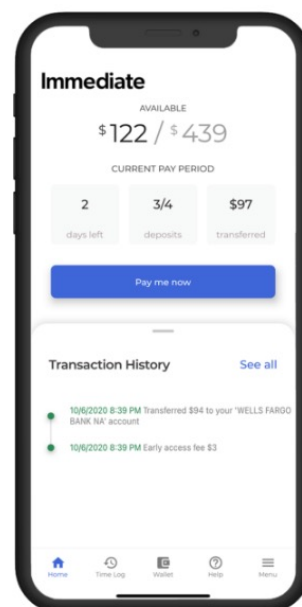 Immediate
AVAILABLE
$122 / $439
CURRENT PAY PERIOD
2 3/4 $97
days left deposits transferred
Pay me now
Transaction History See all
10/6/2020 8:39 PM Transferred $94 to your 'WELLS FARGO
BANK NA' account
10/6/2020 8:39 PM Early access fee $3
Home Time Log Wallet Help Menu